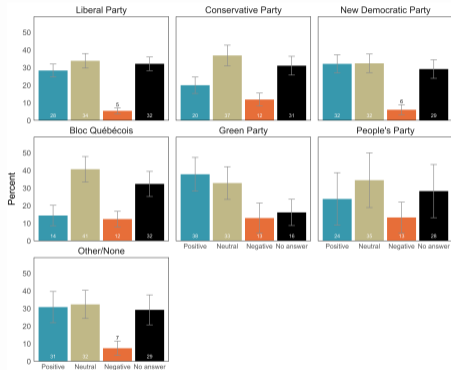 Liberal Party Conservative Party New Democratic Party
50
40
30
20
10
0
28 34 5 32 20 37 12 31 32 32 6 29
Bloc Québécois Green Party People's Party
Percent
50
40
30
20
10
0
14 41 12 32 38 33 13 16 24 13 28
Positive Neutral Negative No answer Positive Neutral Negative No answer
Other/None
50
40
30
20
10
0
31 32 7 29
Positive Neutral Negative No answer